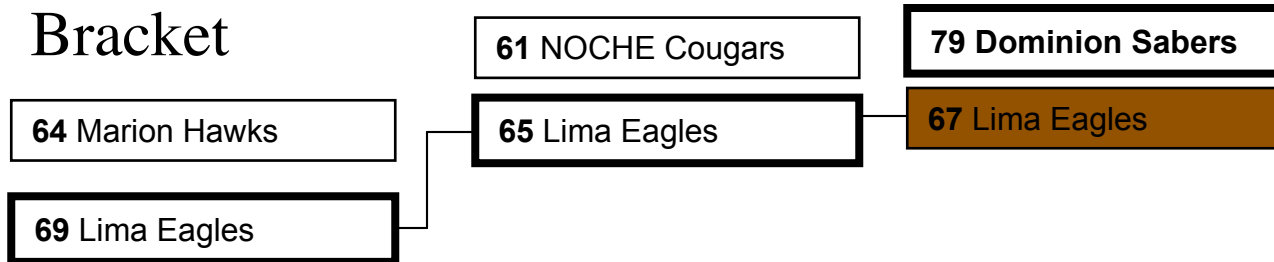 Bracket
64 Marion Hawks
69 Lima Eagles
61 NOCHE Cougars
65 Lima Eagles
79 Dominion Sabers
67 Lima Eagles